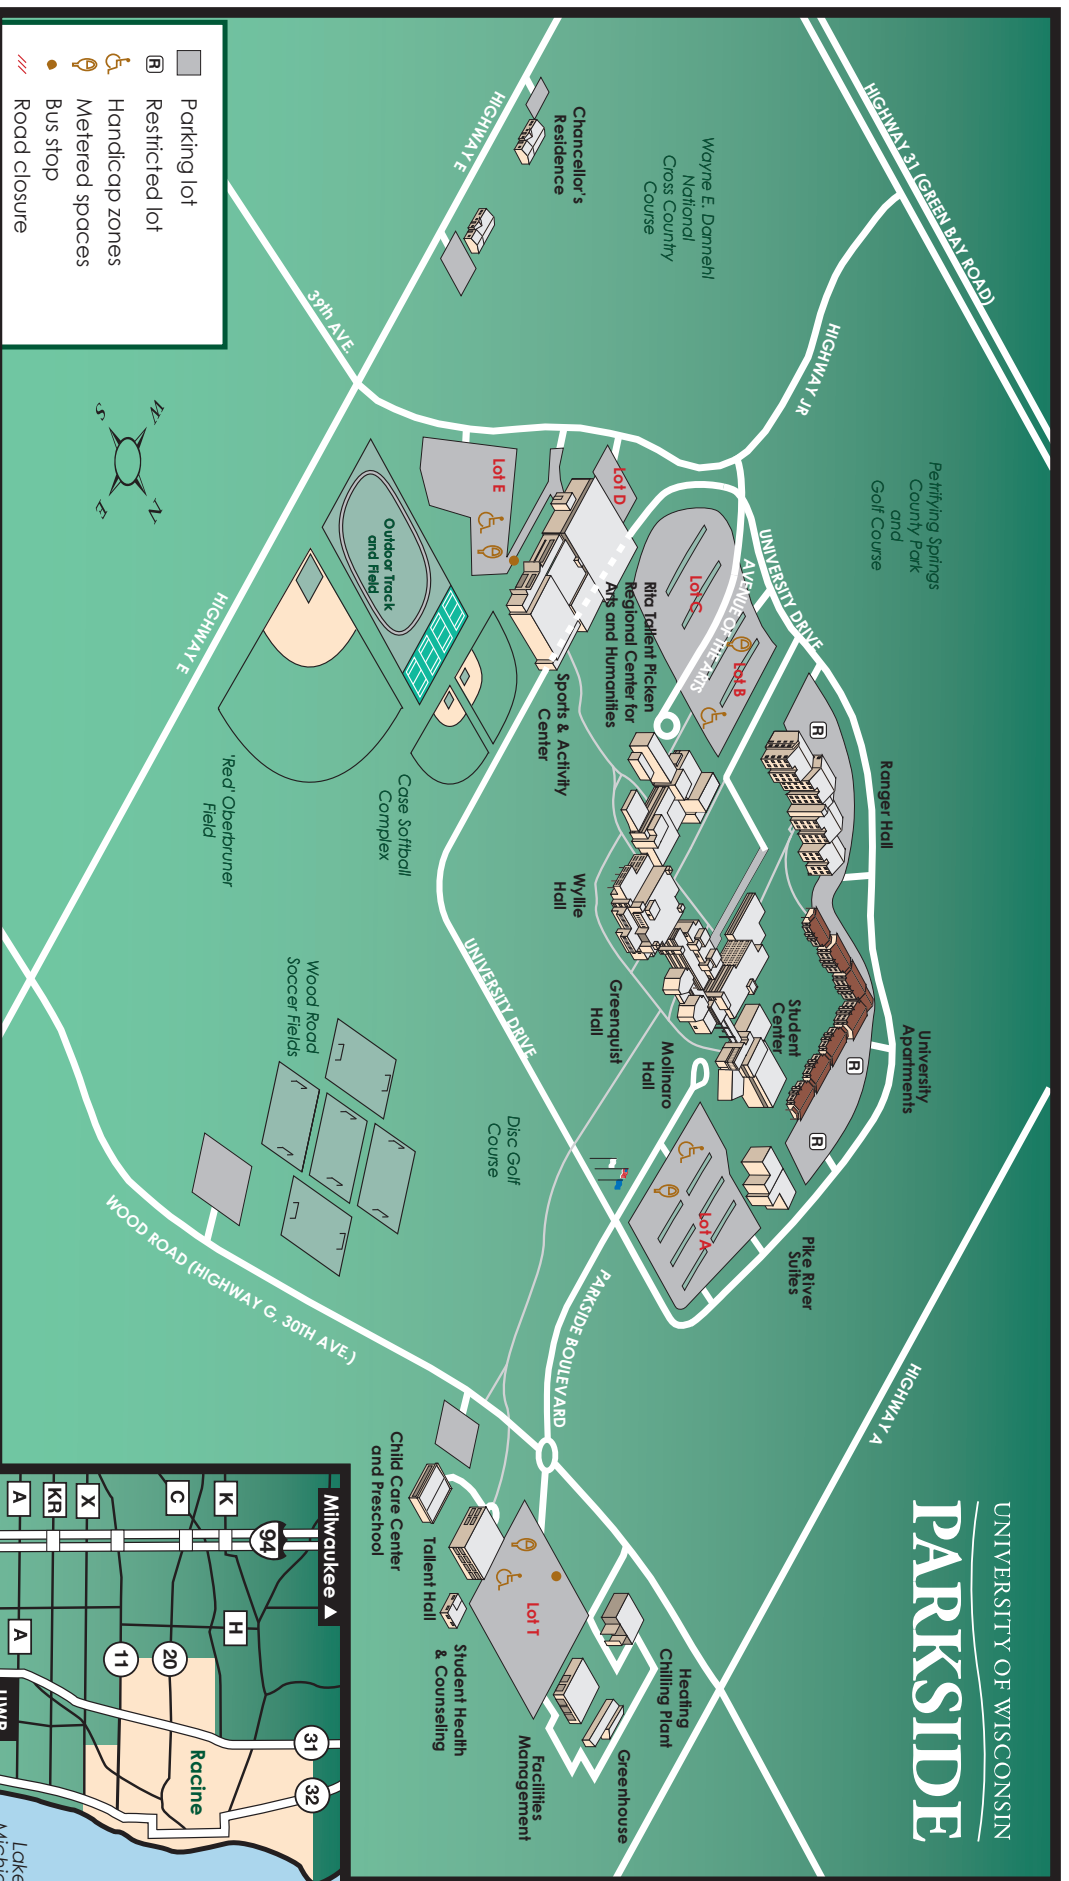 UNIVERSITY OF WISCONSIN
PARKSIDE
HIGHWAY 31 (GREEN BAY ROAD)
HIGHWAY JR
Petrifying Springs
County Park
and
Golf Course
Wayne E. Dannehl
National
Cross Country
Course
Chancellor's
Residence
HIGHWAY E
39th AVE.
UNIVERSITY DRIVE
AVENUE OF THE ARTS
Lot C
Lot B
Lot D
Lot E
R
Ranger Hall
University
Apartments
R
R
Pike River
Suites
HIGHWAY A
Rita Tallent Picken
Regional Center for
Arts and Humanities
Sports & Activity
Center
Wyllie
Hall
Greenquist
Hall
Student
Center
Molinaro
Hall
Lot A
Outdoor Track
and Field
Case Softball
Complex
'Red' Oberbruner
Field
HIGHWAY E
UNIVERSITY DRIVE
Disc Golf
Course
Wood Road
Soccer Fields
PARKSIDE BOULEVARD
WOOD ROAD (HIGHWAY G, 30TH AVE.)
Child Care Center
and Preschool
Tallent Hall
Lot T
Student Health
& Counseling
Heating
Chilling Plant
Greenhouse
Facilities
Management
N
W
E
S
Parking lot
R Restricted lot
Handicap zones
Metered spaces
Bus stop
Road closure
Milwaukee
94
K
C
X
KR
A
H
A
20
11
31
32
Racine
UWP
Lake